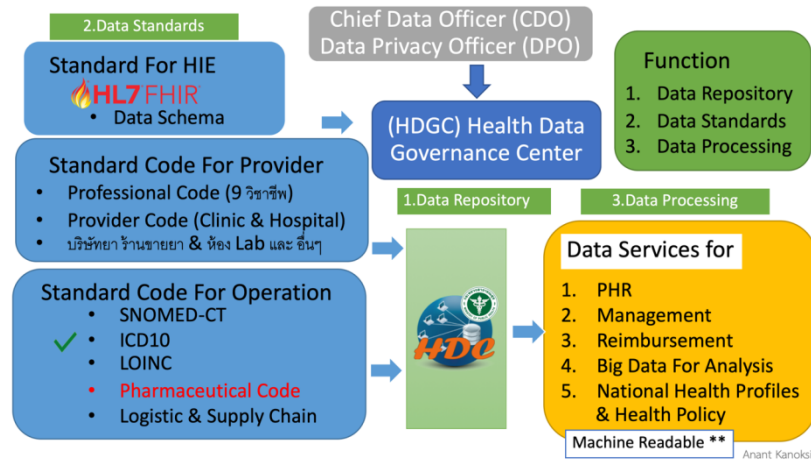 2.Data Standards
Standard For HIE
HL7 FHIR®
• Data Schema
Standard Code For Provider
• Professional Code (9 วิชาชีพ)
• Provider Code (Clinic & Hospital)
• บริษัทยา ร้านขายยา & ห้อง Lab และ อื่นๆ
Standard Code For Operation
• SNOMED-CT
• ICD10
• LOINC
• Pharmaceutical Code
• Logistic & Supply Chain
Chief Data Officer (CDO)
Data Privacy Officer (DPO)
(HDGC) Health Data
Governance Center
1.Data Repository
HDC
Function
1. Data Repository
2. Data Standards
3. Data Processing
3.Data Processing
Data Services for
1. PHR
2. Management
3. Reimbursement
4. Big Data For Analysis
5. National Health Profiles
& Health Policy
Machine Readable **
Anant Kanoks